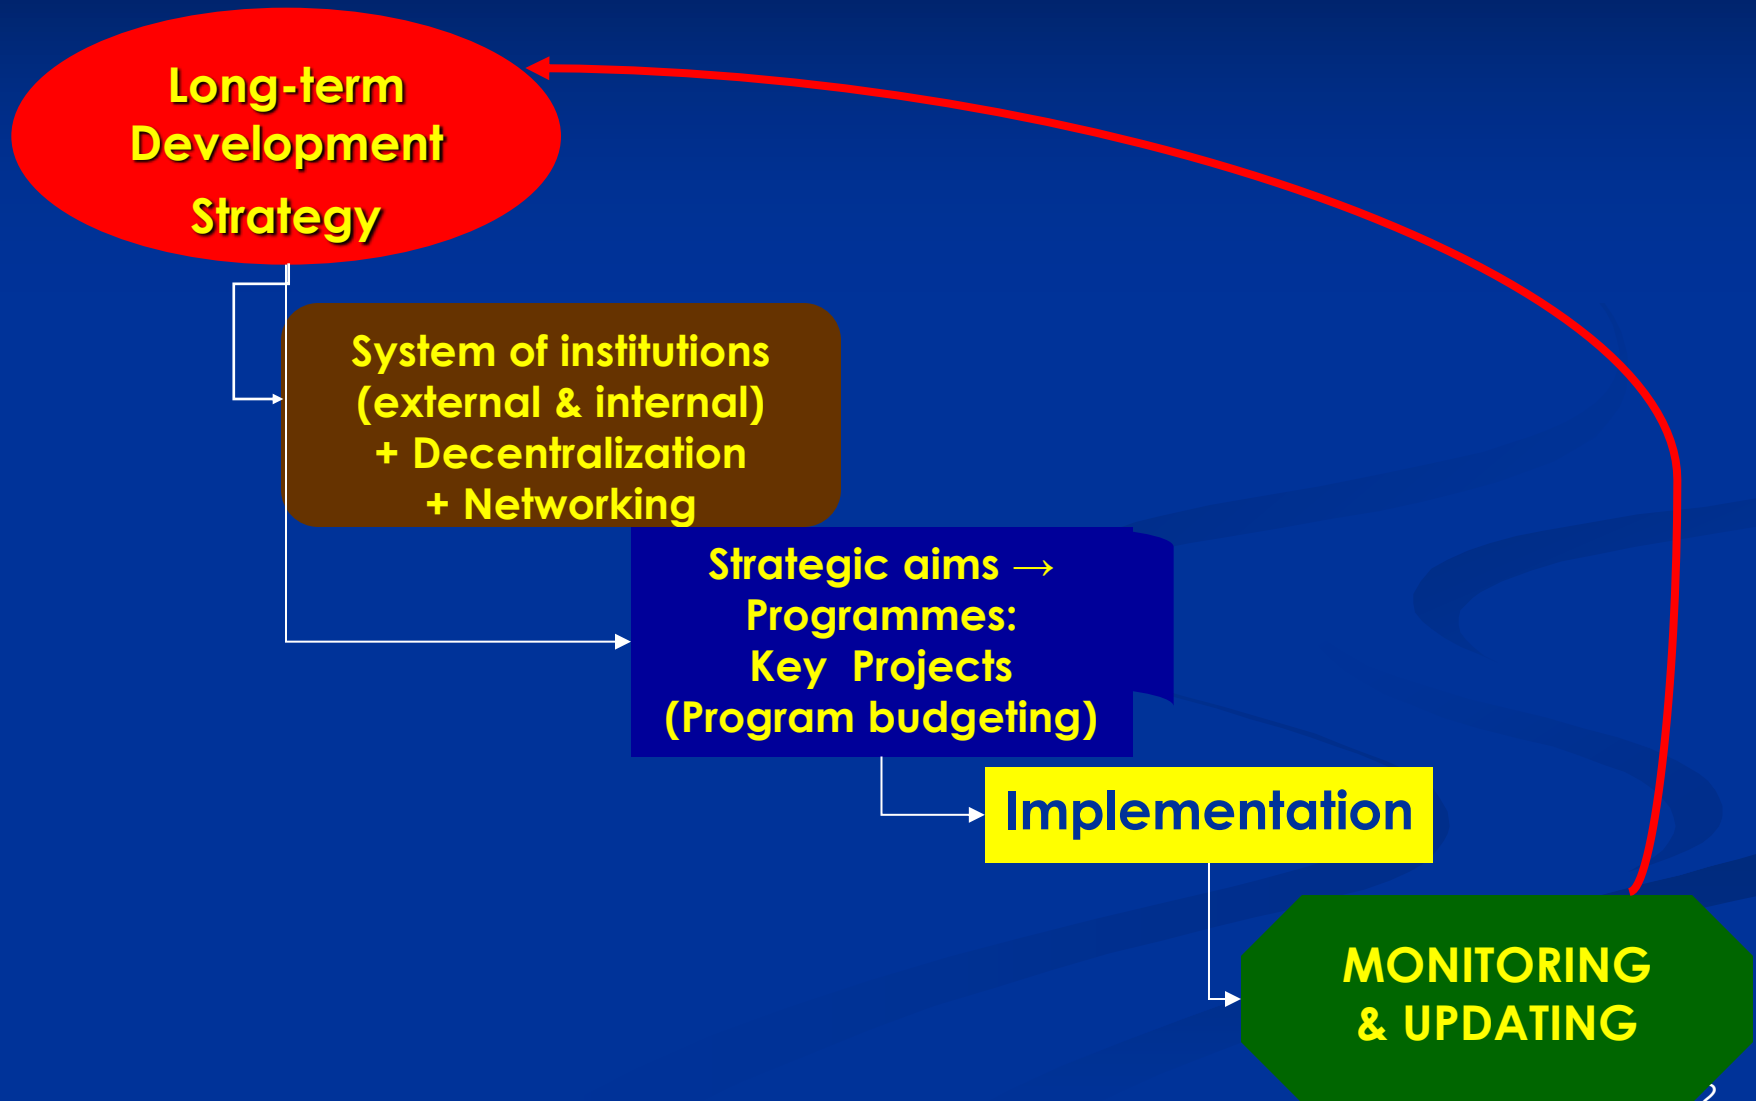 Long-term
Development
Strategy
System of institutions
(external & internal)
+ Decentralization
+ Networking
Strategic aims →
Programmes:
Key  Projects
(Program budgeting)
Implementation
MONITORING
& UPDATING